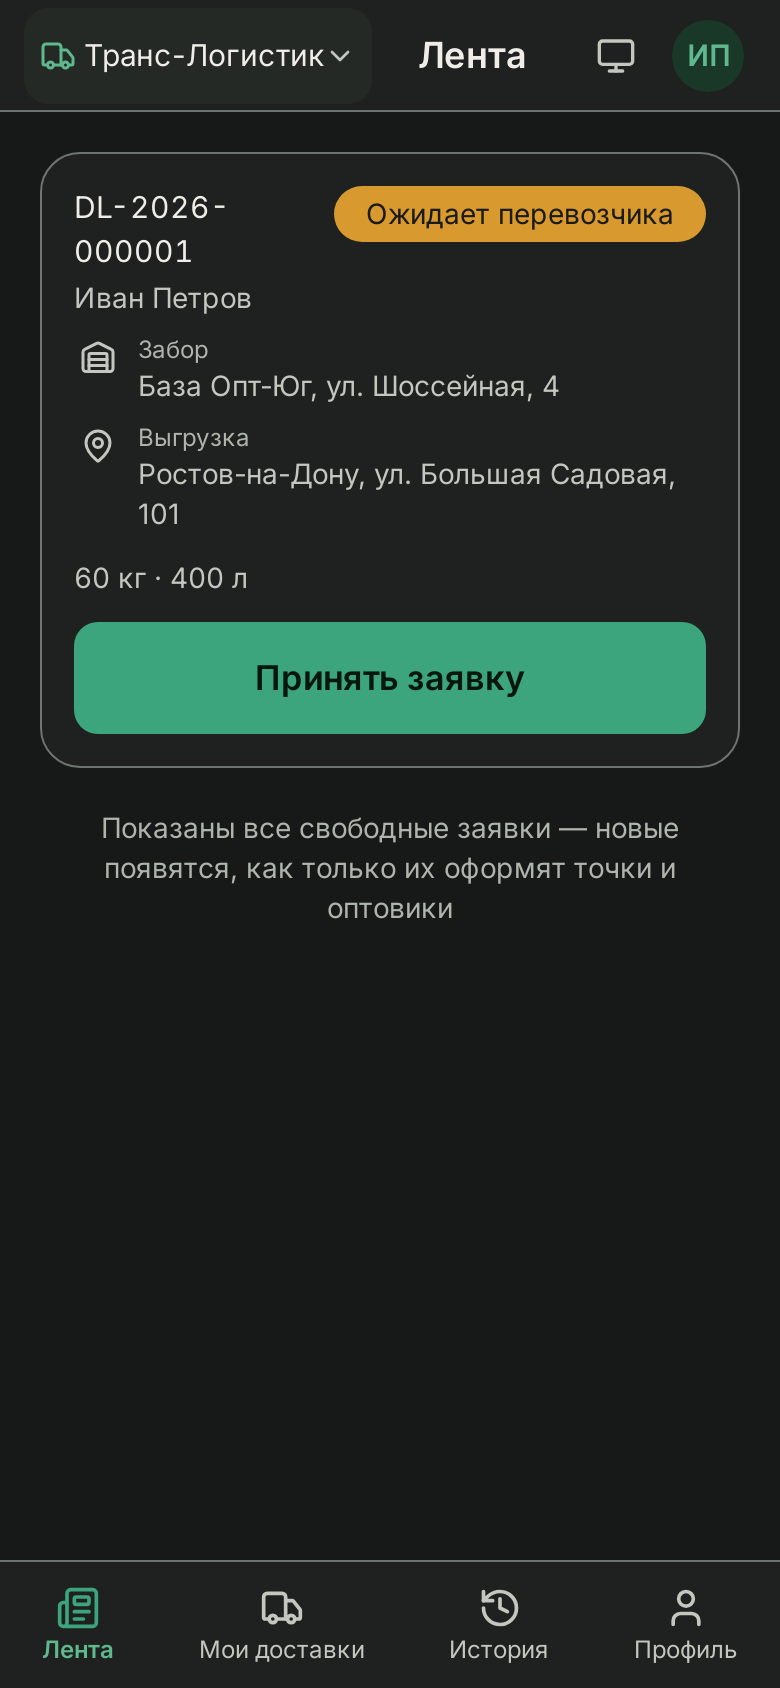 Транс-Логистик
Лента
ИП
DL-2026-
000001
Ожидает перевозчика
Иван Петров
Забор
База Опт-Юг, ул. Шоссейная, 4
Выгрузка
Ростов-на-Дону, ул. Большая Садовая,
101
60 кг · 400 л
Принять заявку
Показаны все свободные заявки — новые
появятся, как только их оформят точки и
оптовики
Лента
Мои доставки
История
Профиль